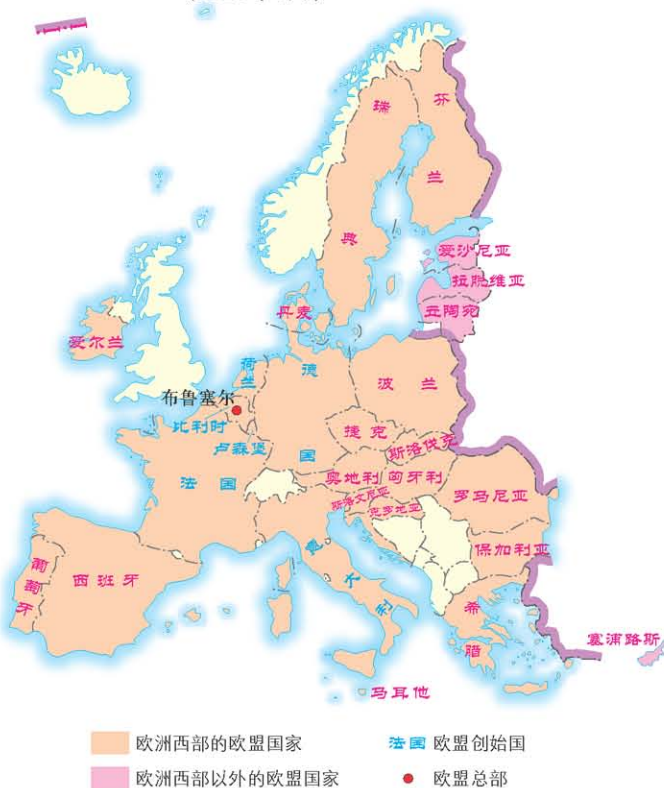 瑞
芬
兰
典
爱沙尼亚
拉脱维亚
立陶宛
丹麦
爱尔兰
荷兰
德
波兰
布鲁塞尔
比利时
捷克
卢森堡
斯洛伐克
国
法国
奥地利
匈牙利
罗马尼亚
斯洛文尼亚
克罗地亚
保加利亚
意
大
利
葡萄牙
西班牙
希
腊
塞浦路斯
马耳他
欧洲西部的欧盟国家
法国 欧盟创始国
欧洲西部以外的欧盟国家
欧盟总部